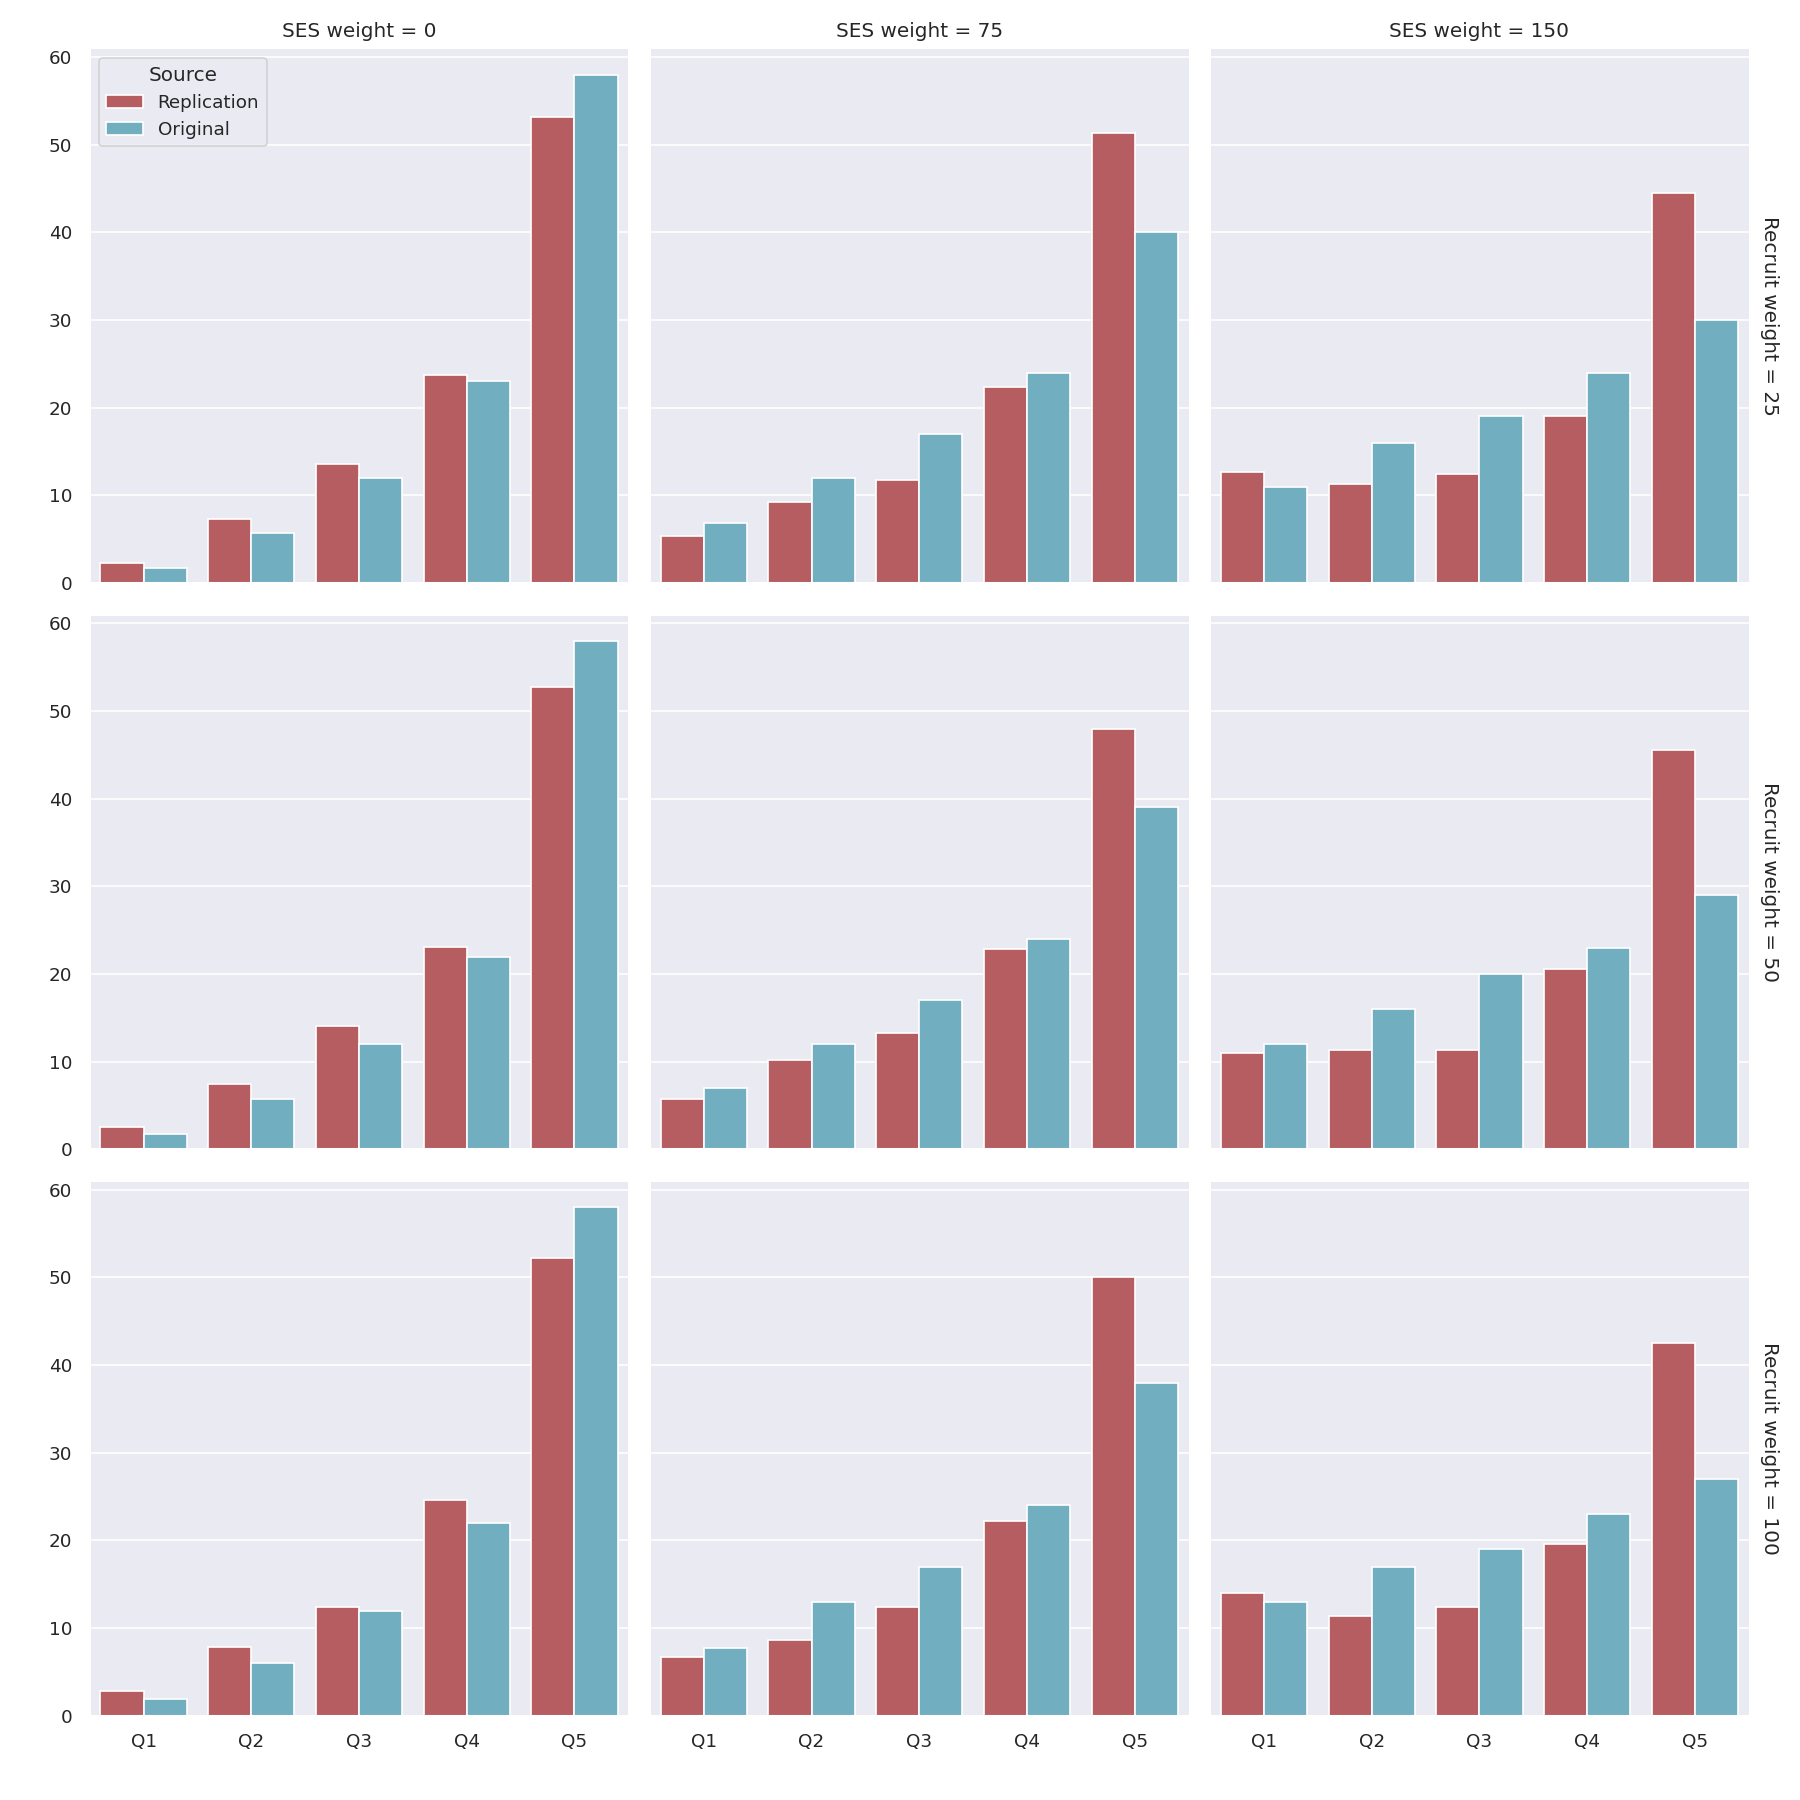 SES weight = 0
SES weight = 75
SES weight = 150
60
50
40
30
20
10
0
Source
Replication
Original
Recruit weight = 25
60
50
40
30
20
10
0
Recruit weight = 50
60
50
40
30
20
10
0
Recruit weight = 100
Q1 Q2 Q3 Q4 Q5
Q1 Q2 Q3 Q4 Q5
Q1 Q2 Q3 Q4 Q5